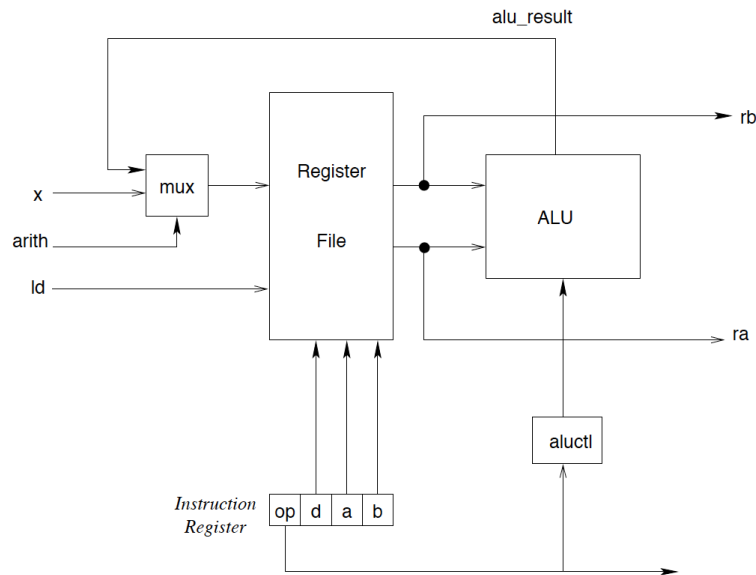 alu_result
rb
Register
mux
x
ALU
arith
File
ld
ra
aluctl
Instruction
Register
op d a b